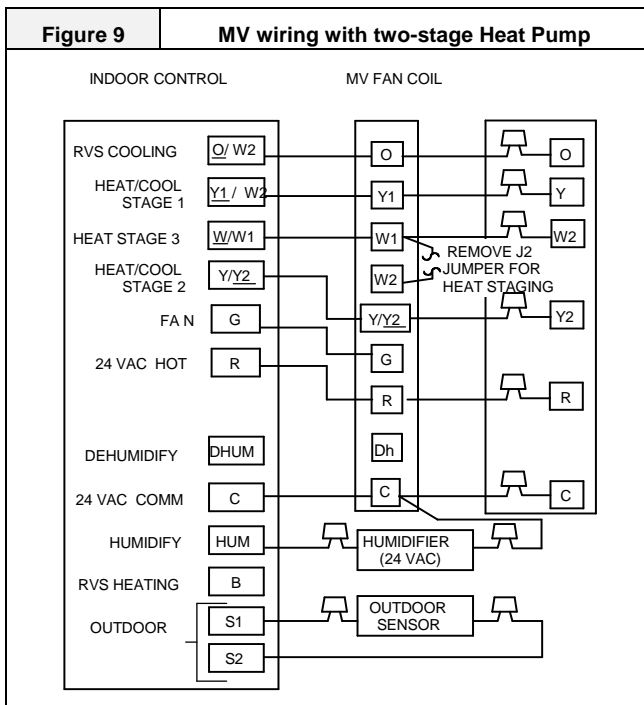 Figure 9 MV wiring with two-stage Heat Pump
INDOOR CONTROL MV FAN COIL
RVS COOLING O/ W2 O O
HEAT/COOL
STAGE 1 Y1 / W2 Y1 Y
HEAT STAGE 3 W/W1 W1 W2
REMOVE J2
JUMPER FOR
HEAT STAGING
HEAT/COOL
STAGE 2 Y/Y2 W2
Y/Y2 Y2
FA N G G
24 VAC HOT R R R
DEHUMIDIFY DHUM Dh
24 VAC COMM C C C
HUMIDIFY HUM HUMIDIFIER
(24 VAC)
RVS HEATING B
OUTDOOR S1 OUTDOOR
SENSOR
S2